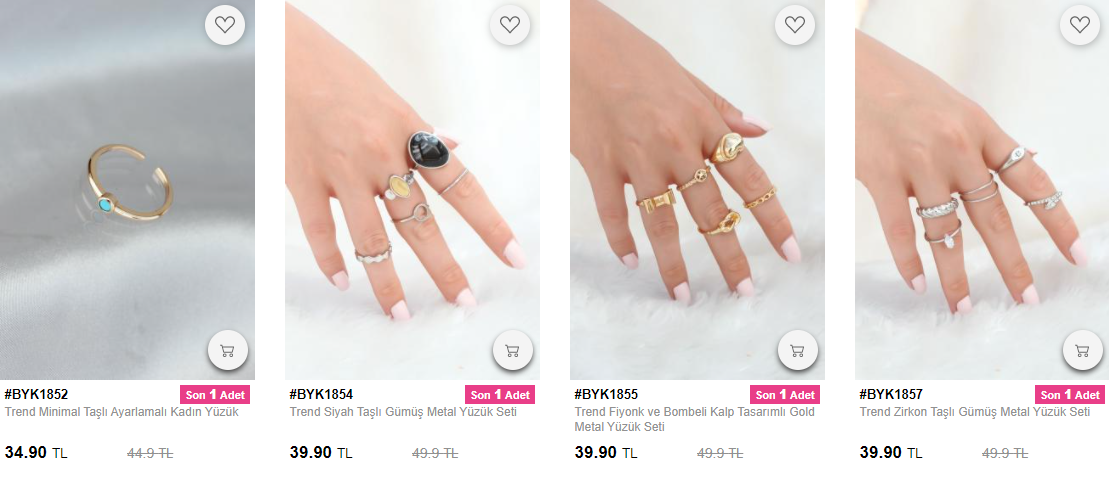 #BYK1852
Son 1 Adet
Trend Minimal Taşlı Ayarlamalı Kadın Yüzük
34.90 TL
44.9 TL
#BYK1854
Son 1 Adet
Trend Siyah Taşlı Gümüş Metal Yüzük Seti
39.90 TL
49.9 TL
#BYK1855
Son 1 Adet
Trend Fiyonk ve Bombeli Kalp Tasarımlı Gold
Metal Yüzük Seti
39.90 TL
49.9 TL
#BYK1857
Son 1 Adet
Trend Zirkon Taşlı Gümüş Metal Yüzük Seti
39.90 TL
49.9 TL